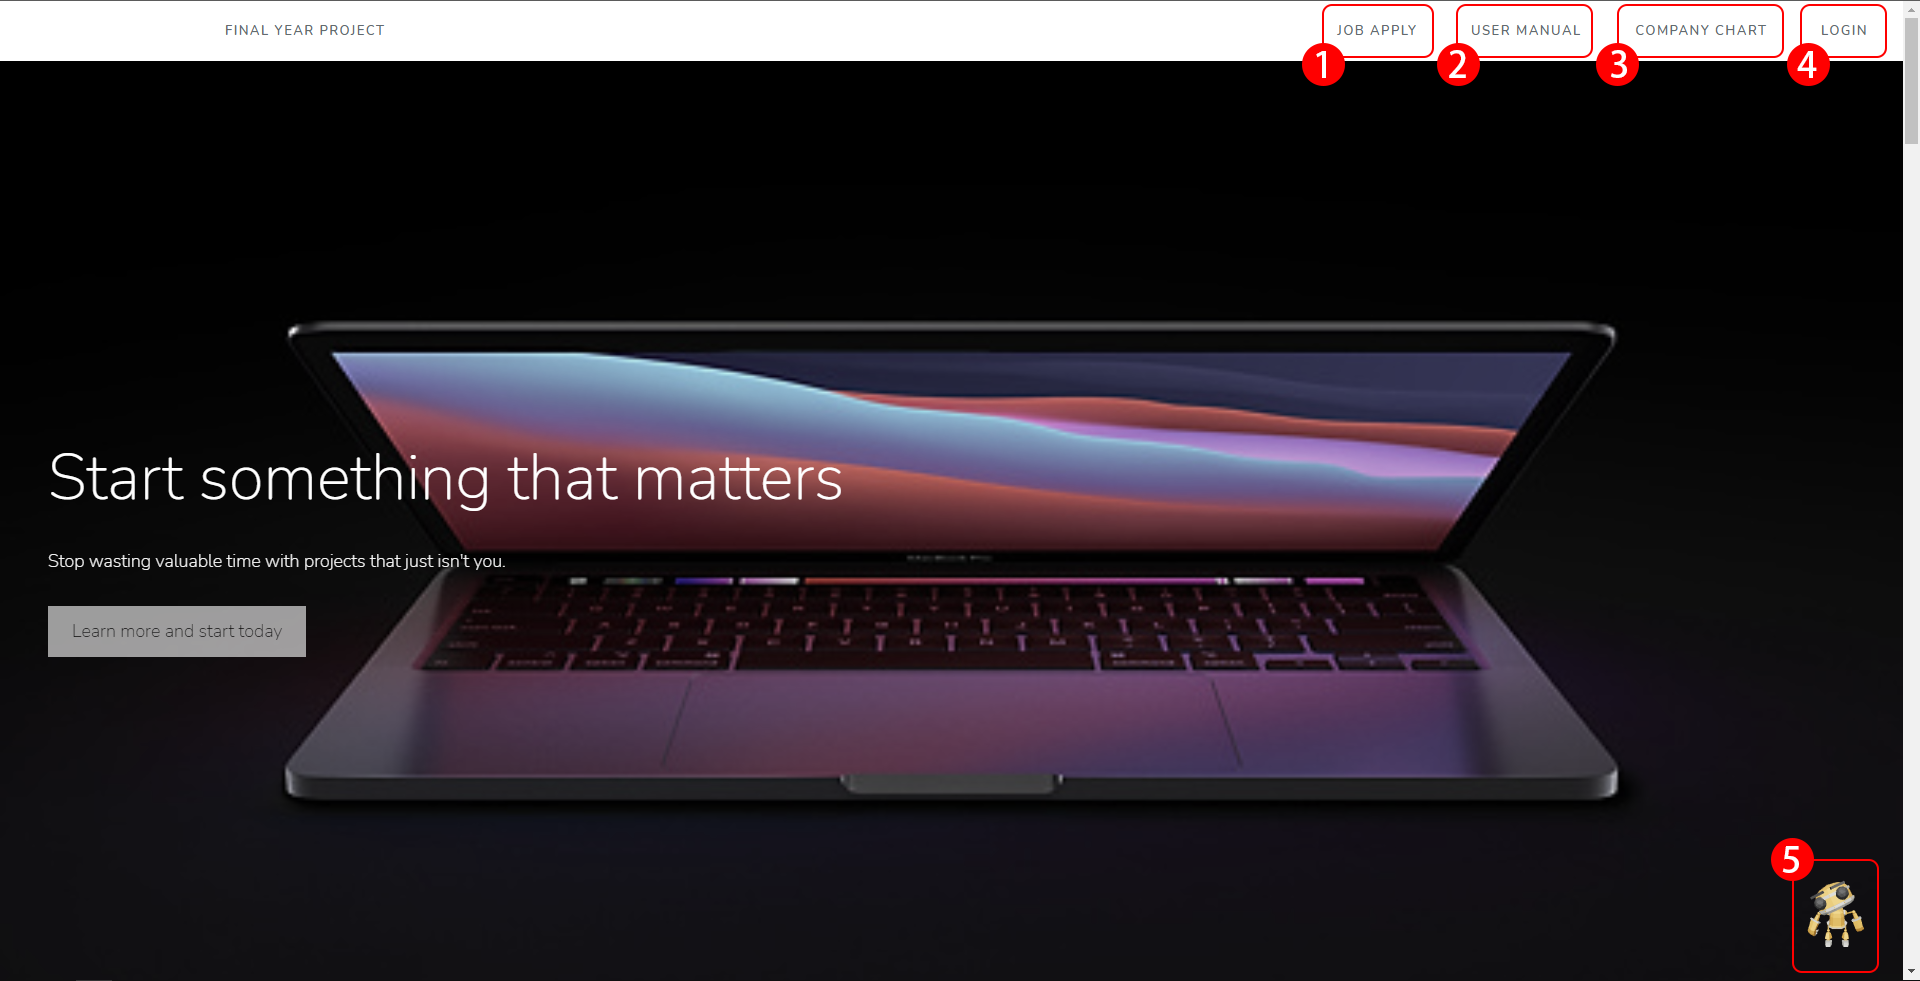 FINAL YEAR PROJECT
JOB APPLY
USER MANUAL
COMPANY CHART
LOGIN
1
2
3
4
Start something that matters
Stop wasting valuable time with projects that just isn't you.
Learn more and start today
5